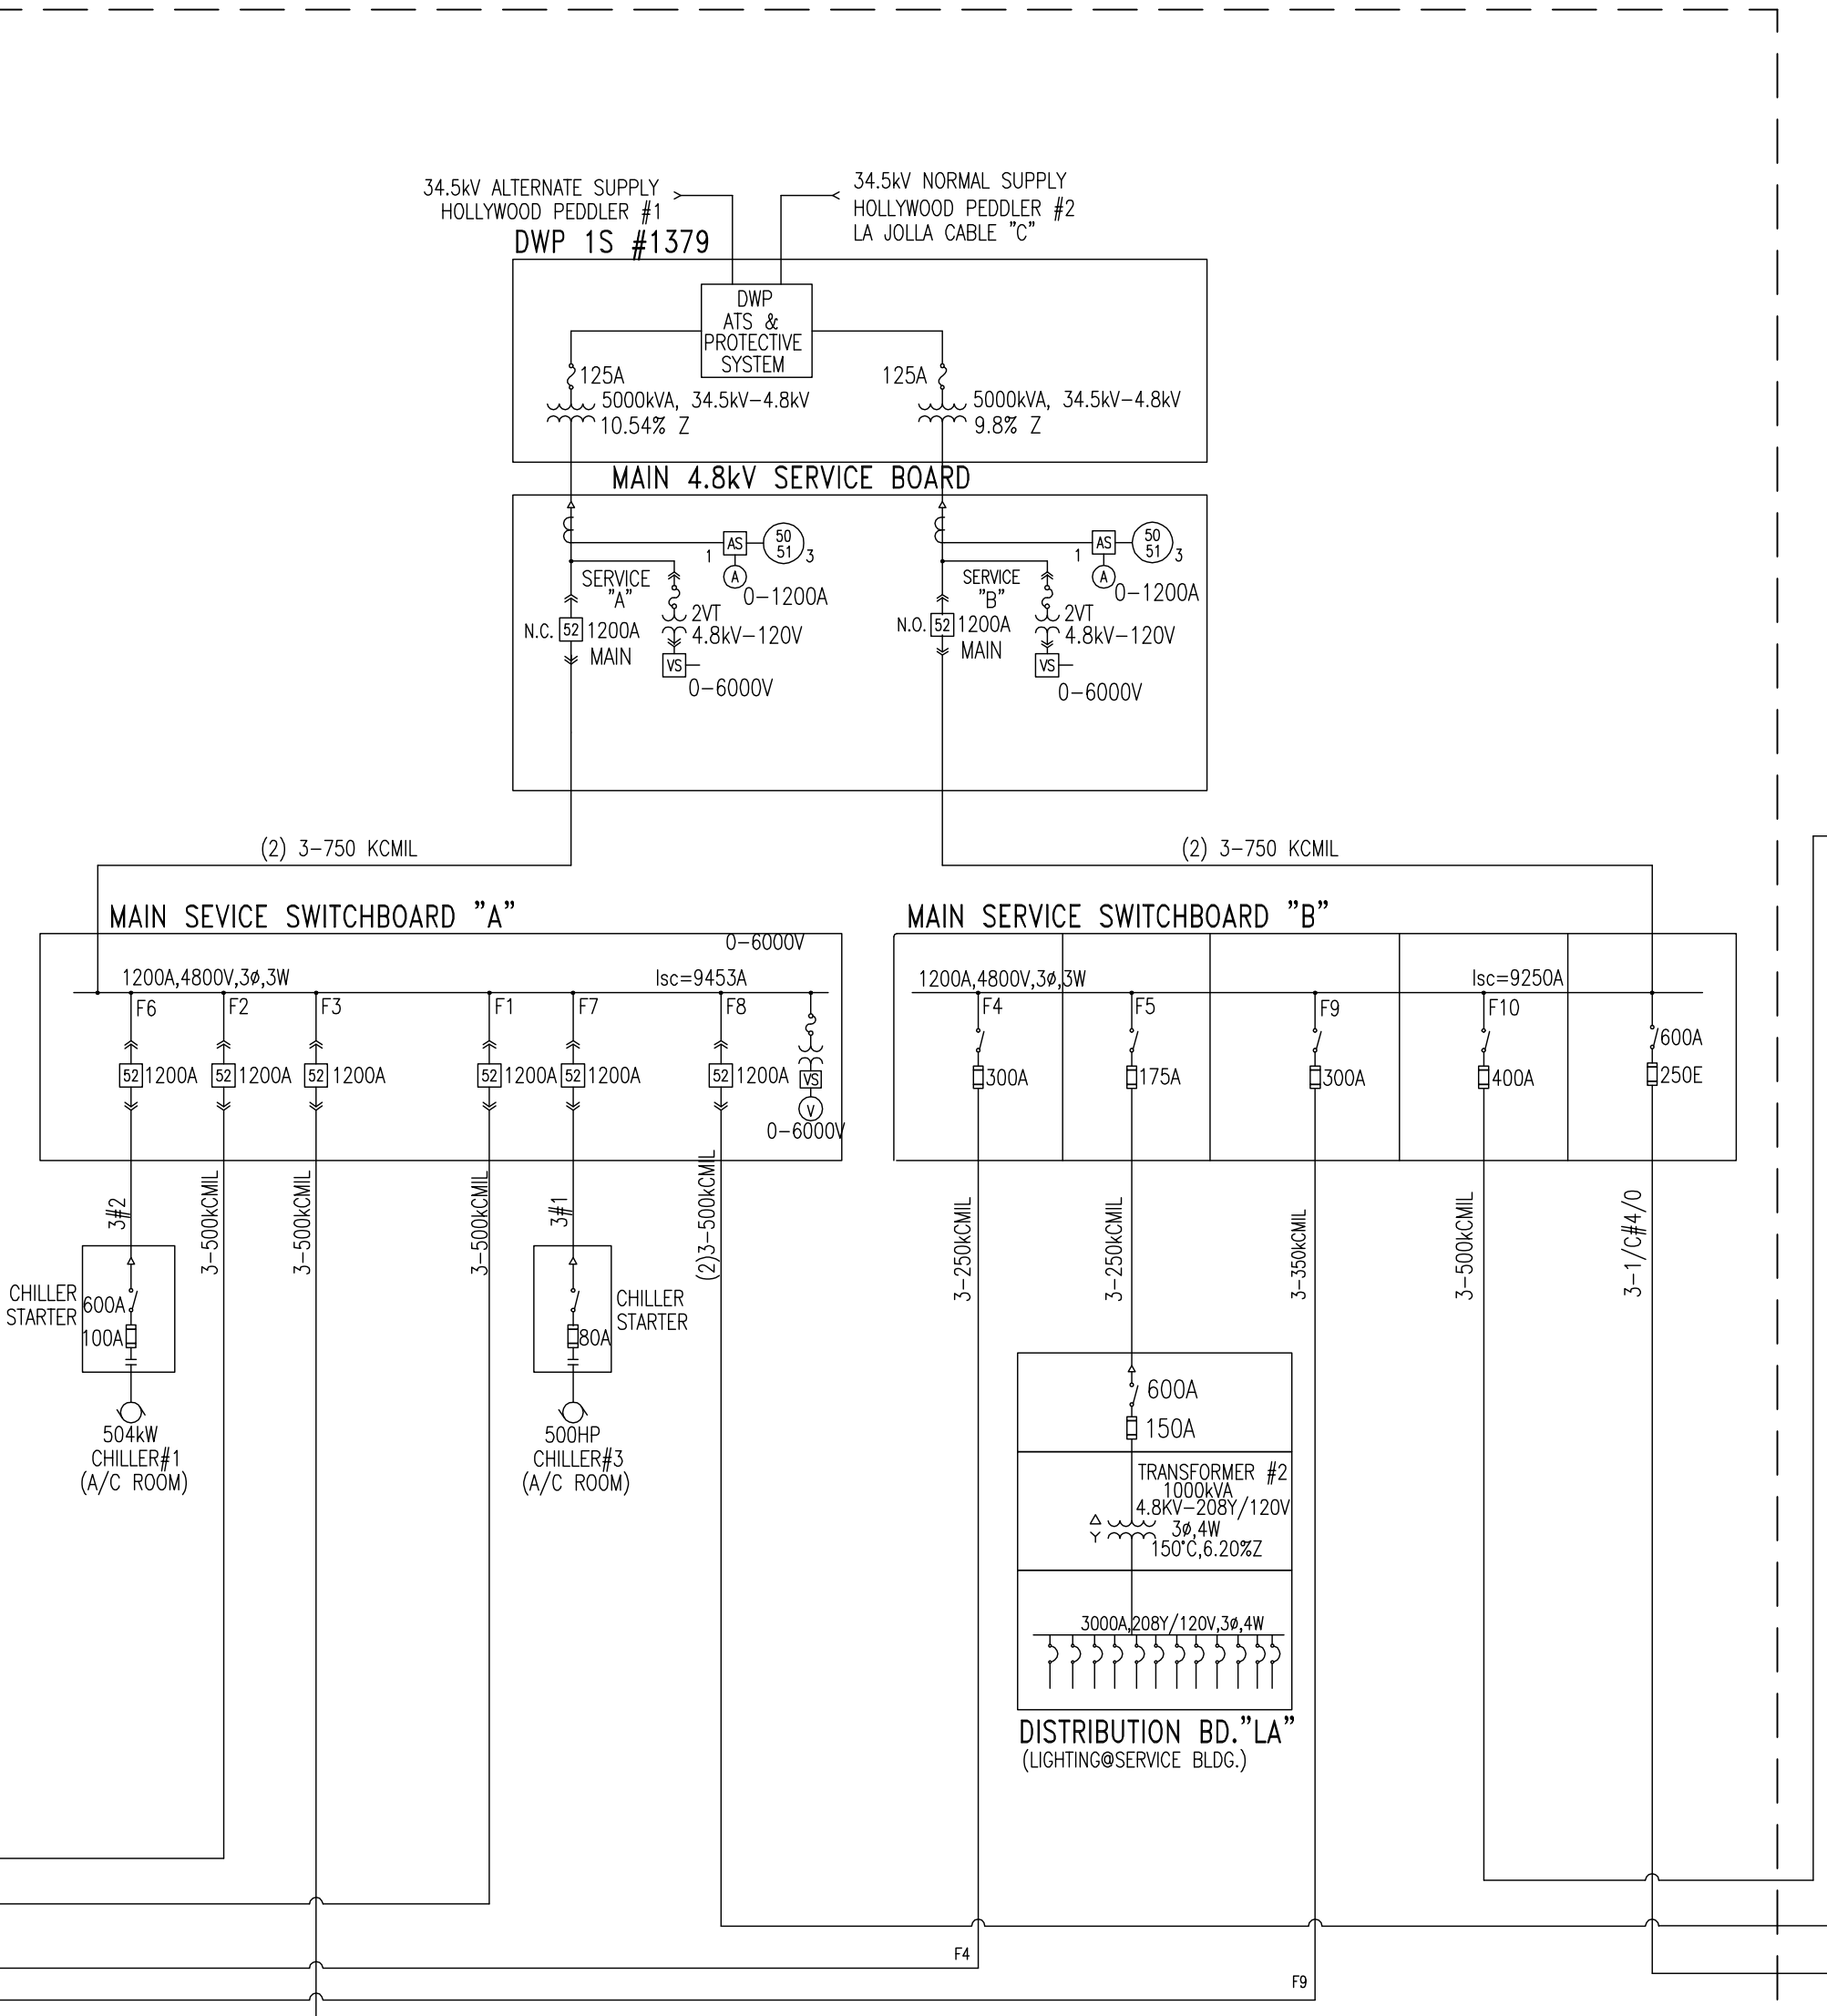 34.5kV ALTERNATE SUPPLY
HOLLYWOOD PEDDLER #1
34.5kV NORMAL SUPPLY
HOLLYWOOD PEDDLER #2
LA JOLLA CABLE "C"
DWP 1S #1379
DWP
ATS &
PROTECTIVE
SYSTEM
125A
5000kVA, 34.5kV-4.8kV
10.54% Z
125A
5000kVA, 34.5kV-4.8kV
9.8% Z
MAIN 4.8kV SERVICE BOARD
AS
1
50
51
3
A
0-1200A
SERVICE
"A"
N.C.
52
1200A
MAIN
2VT
4.8kV-120V
VS
0-6000V
AS
1
50
51
3
A
0-1200A
SERVICE
"B"
N.O.
52
1200A
MAIN
2VT
4.8kV-120V
VS
0-6000V
(2) 3-750 KCMIL
(2) 3-750 KCMIL
MAIN SEVICE SWITCHBOARD "A"
0-6000V
1200A,4800V,3ø,3W
Isc=9453A
F6
F2
F3
F1
F7
F8
52
1200A
52
1200A
52
1200A
52
1200A
52
1200A
52
1200A
VS
V
0-6000V
MAIN SERVICE SWITCHBOARD "B"
1200A,4800V,3ø,3W
Isc=9250A
F4
F5
F9
F10
600A
300A
175A
300A
400A
250E
3#2
3-500kCMIL
3-500kCMIL
3-500kCMIL
3#1
(2)3-500kCMIL
3-250kCMIL
3-250kCMIL
3-350kCMIL
3-500kCMIL
3-1/C#4/0
CHILLER
STARTER
600A
100A
504kW
CHILLER#1
(A/C ROOM)
CHILLER
STARTER
80A
500HP
CHILLER#3
(A/C ROOM)
600A
150A
TRANSFORMER #2
1000kVA
4.8KV-208Y/120V
3ø,4W
150°C,6.20%Z
3000A,208Y/120V,3ø,4W
DISTRIBUTION BD."LA"
(LIGHTING@SERVICE BLDG.)
F4
F9